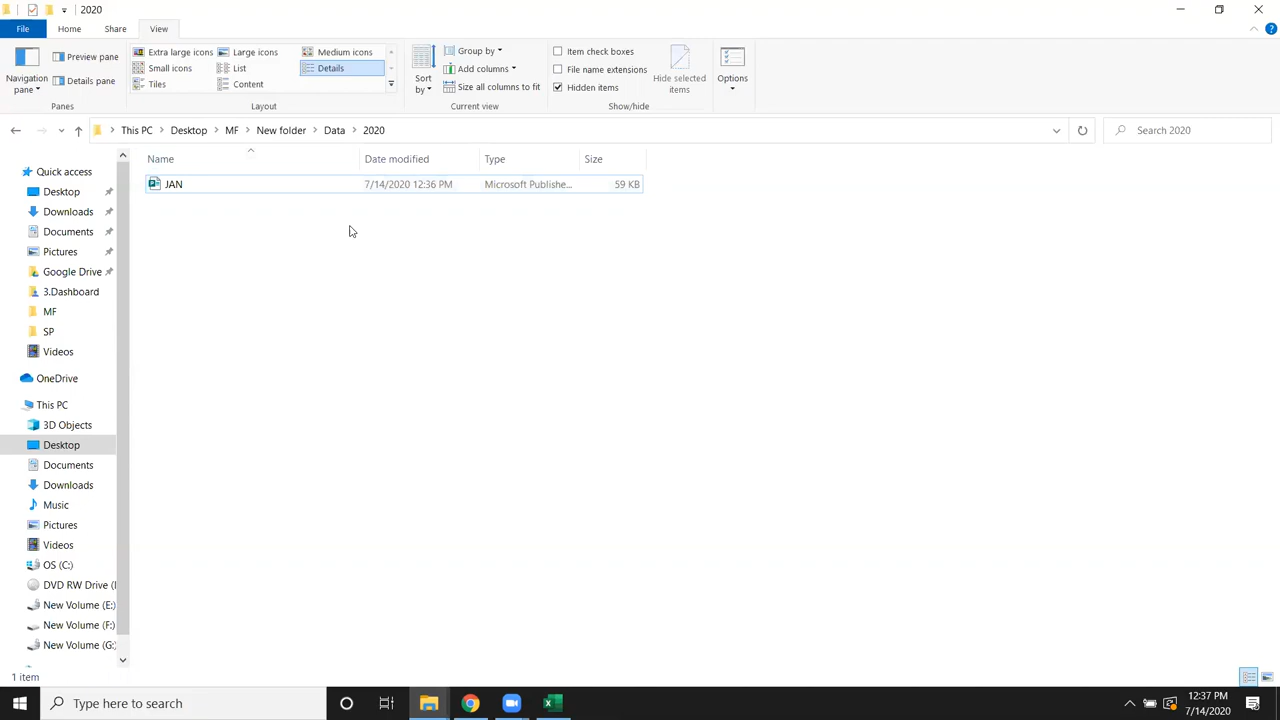 2020
File Home Share View
Extra large icons Large icons Medium icons
Small icons List Details
Tiles Content
Layout
Navigation pane
Preview pane
Details pane
Panes
Sort by
Group by
Add columns
Size all columns to fit
Current view
Item check boxes
File name extensions
Hidden items
Hide selected items
Show/hide
Options
This PC Desktop MF New folder Data 2020
Search 2020
Name Date modified Type Size
JAN 7/14/2020 12:36 PM Microsoft Publishe... 59 KB
Quick access
Desktop
Downloads
Documents
Pictures
Google Drive
3.Dashboard
MF
SP
Videos
OneDrive
This PC
3D Objects
Desktop
Documents
Downloads
Music
Pictures
Videos
OS (C:)
DVD RW Drive (
New Volume (E:)
New Volume (F:)
New Volume (G:)
1 item
Type here to search
12:37 PM
7/14/2020